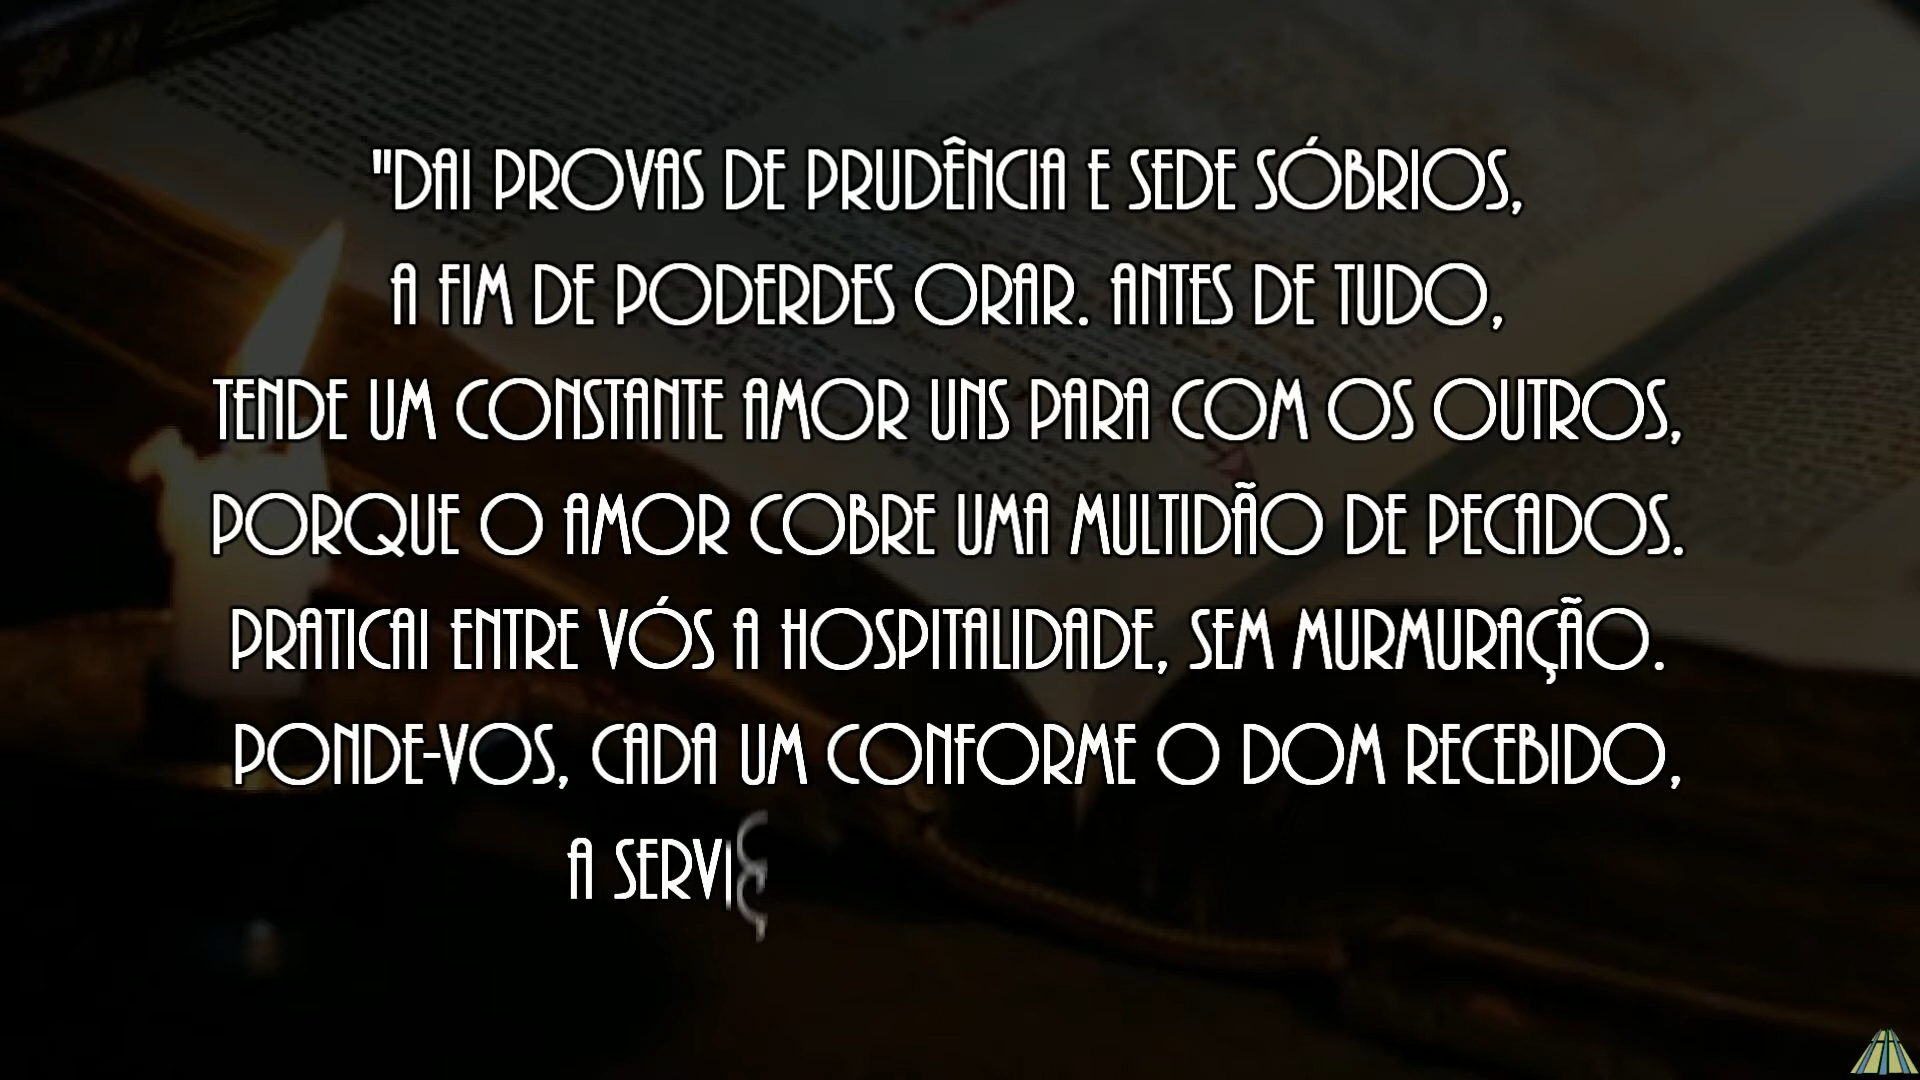 "DAI PROVAS DE PRUDÊNCIA E SEDE SÓBRIOS,
A FIM DE PODERDES ORAR. ANTES DE TUDO,
TENDE UM CONSTANTE AMOR UNS PARA COM OS OUTROS,
PORQUE O AMOR COBRE UMA MULTIDÃO DE PECADOS.
PRATICAI ENTRE VÓS A HOSPITALIDADE, SEM MURMURAÇÃO.
PONDE-VOS, CADA UM CONFORME O DOM RECEBIDO,
A SERVIÇ